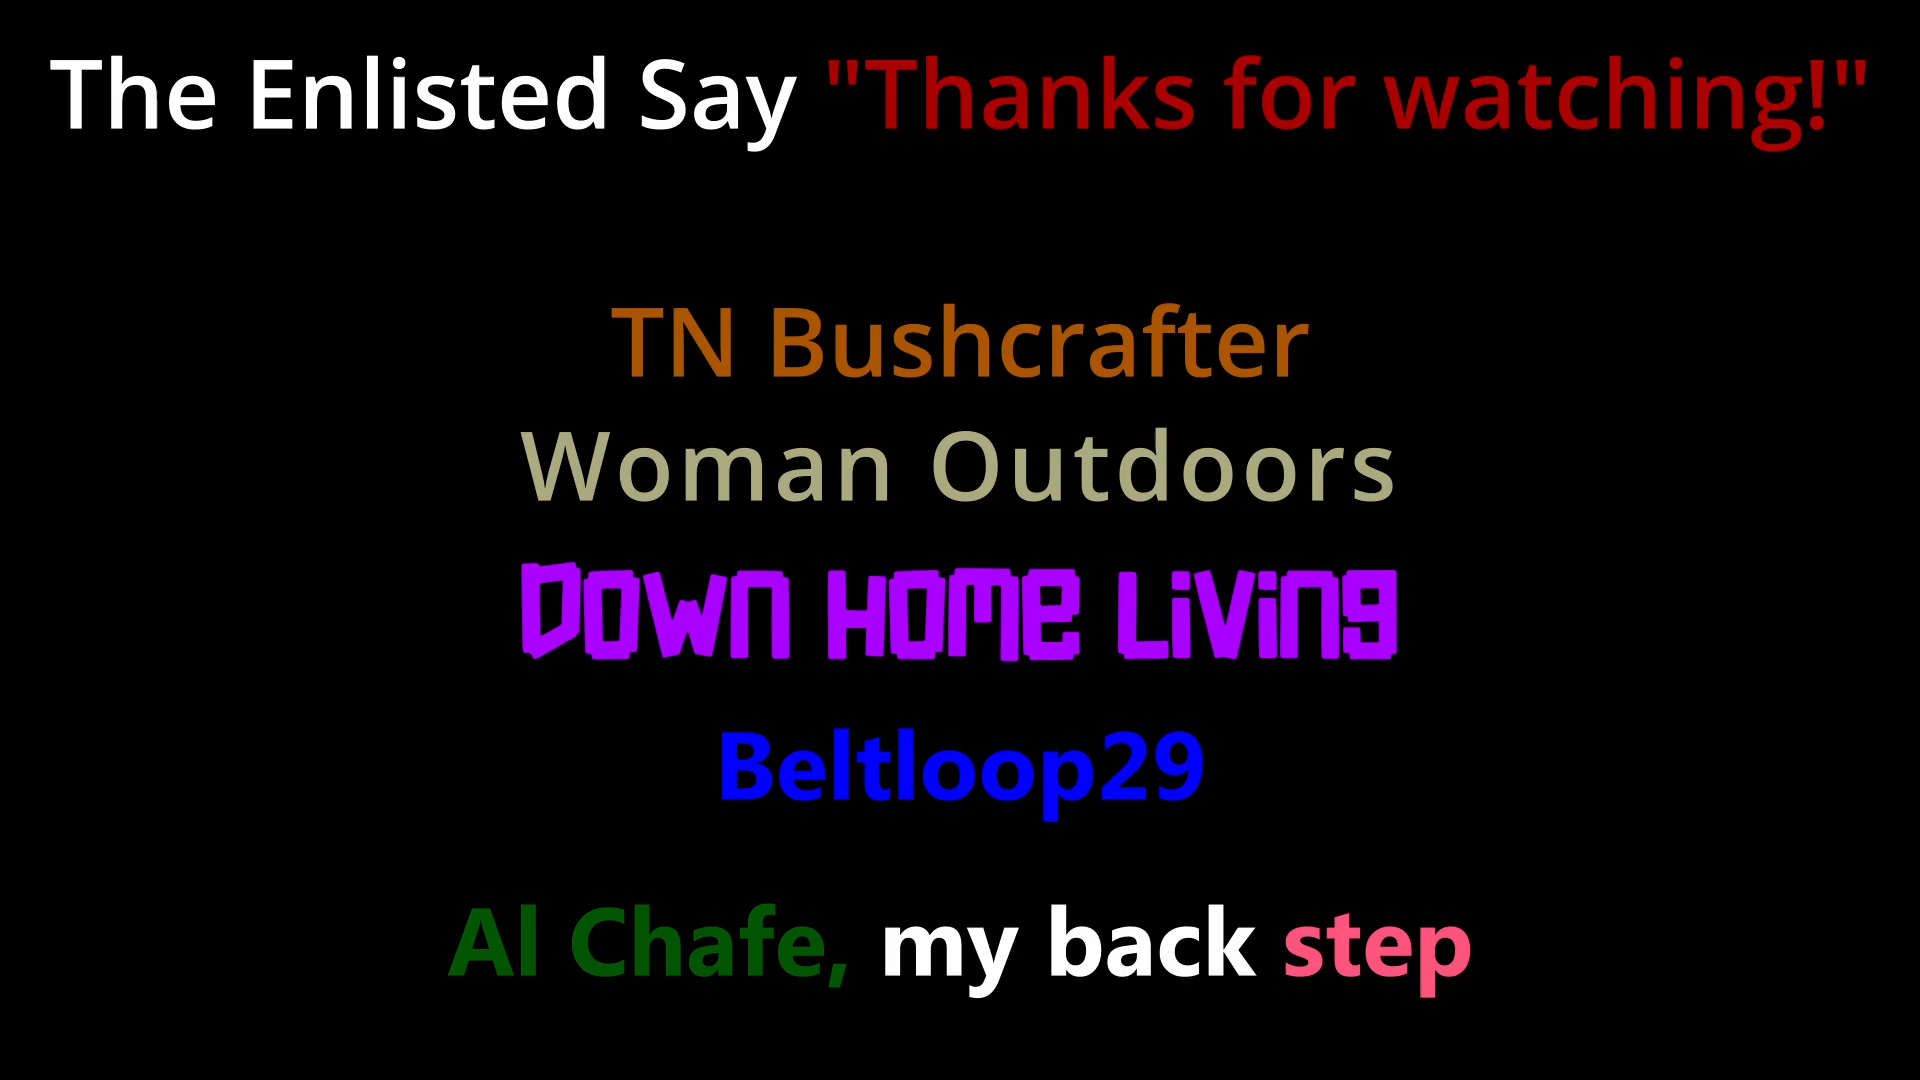 The Enlisted Say "Thanks for watching!"
TN Bushcrafter
Woman Outdoors
Down Home Living
Beltloop29
Al Chafe, my back step